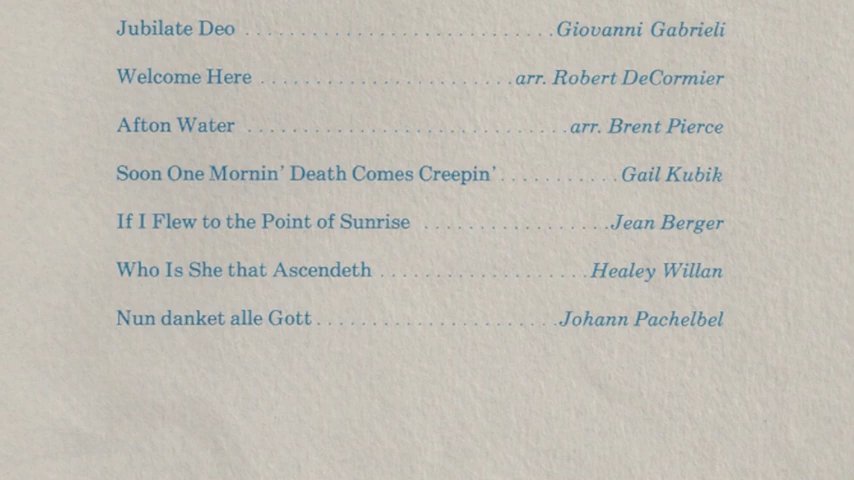 Jubilate Deo . . . . . . . . . . . . . . . . . . . . . . . . . . . . Giovanni Gabrieli
Welcome Here . . . . . . . . . . . . . . . . . . . . . . . arr. Robert DeCormier
Afton Water . . . . . . . . . . . . . . . . . . . . . . . . . . . . . arr. Brent Pierce
Soon One Mornin' Death Comes Creepin' . . . . . . . . . . . Gail Kubik
If I Flew to the Point of Sunrise . . . . . . . . . . . . . . . . . Jean Berger
Who Is She that Ascendeth . . . . . . . . . . . . . . . . . . . Healey Willan
Nun danket alle Gott . . . . . . . . . . . . . . . . . . . . . . Johann Pachelbel